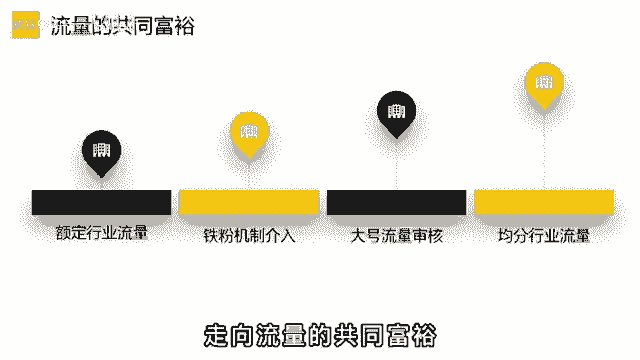 流量的共同富裕
额定行业流量
铁粉机制介入
大号流量审核
均分行业流量
走向流量的共同富裕